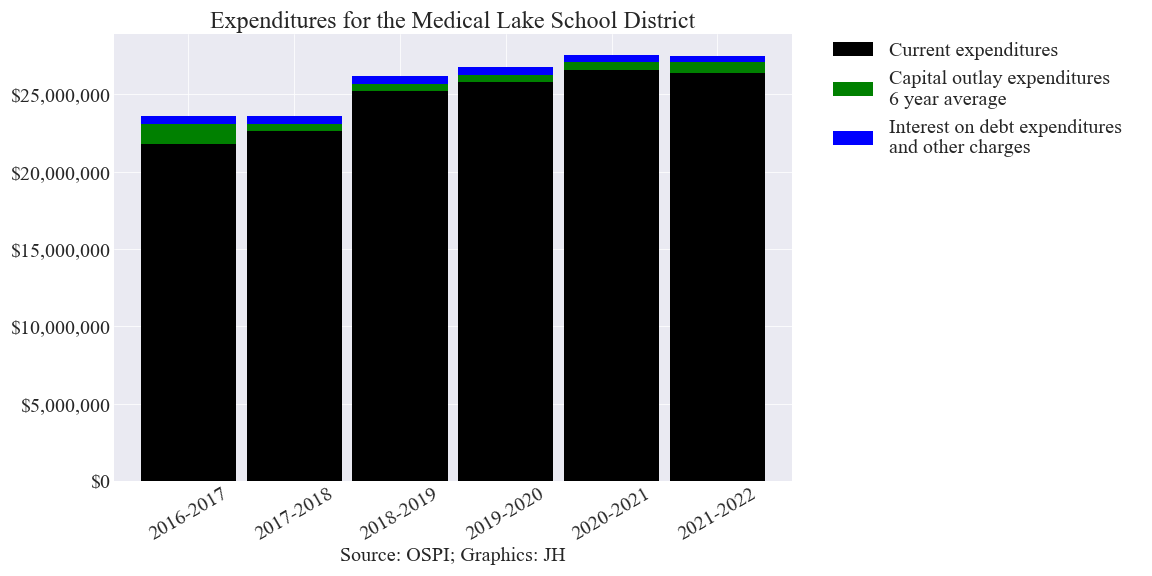 Expenditures for the Medical Lake School District
Current expenditures
Capital outlay expenditures
6 year average
Interest on debt expenditures
and other charges
$25,000,000
$20,000,000
$15,000,000
$10,000,000
$5,000,000
$0
2016-2017
2017-2018
2018-2019
2019-2020
2020-2021
2021-2022
Source: OSPI; Graphics: JH